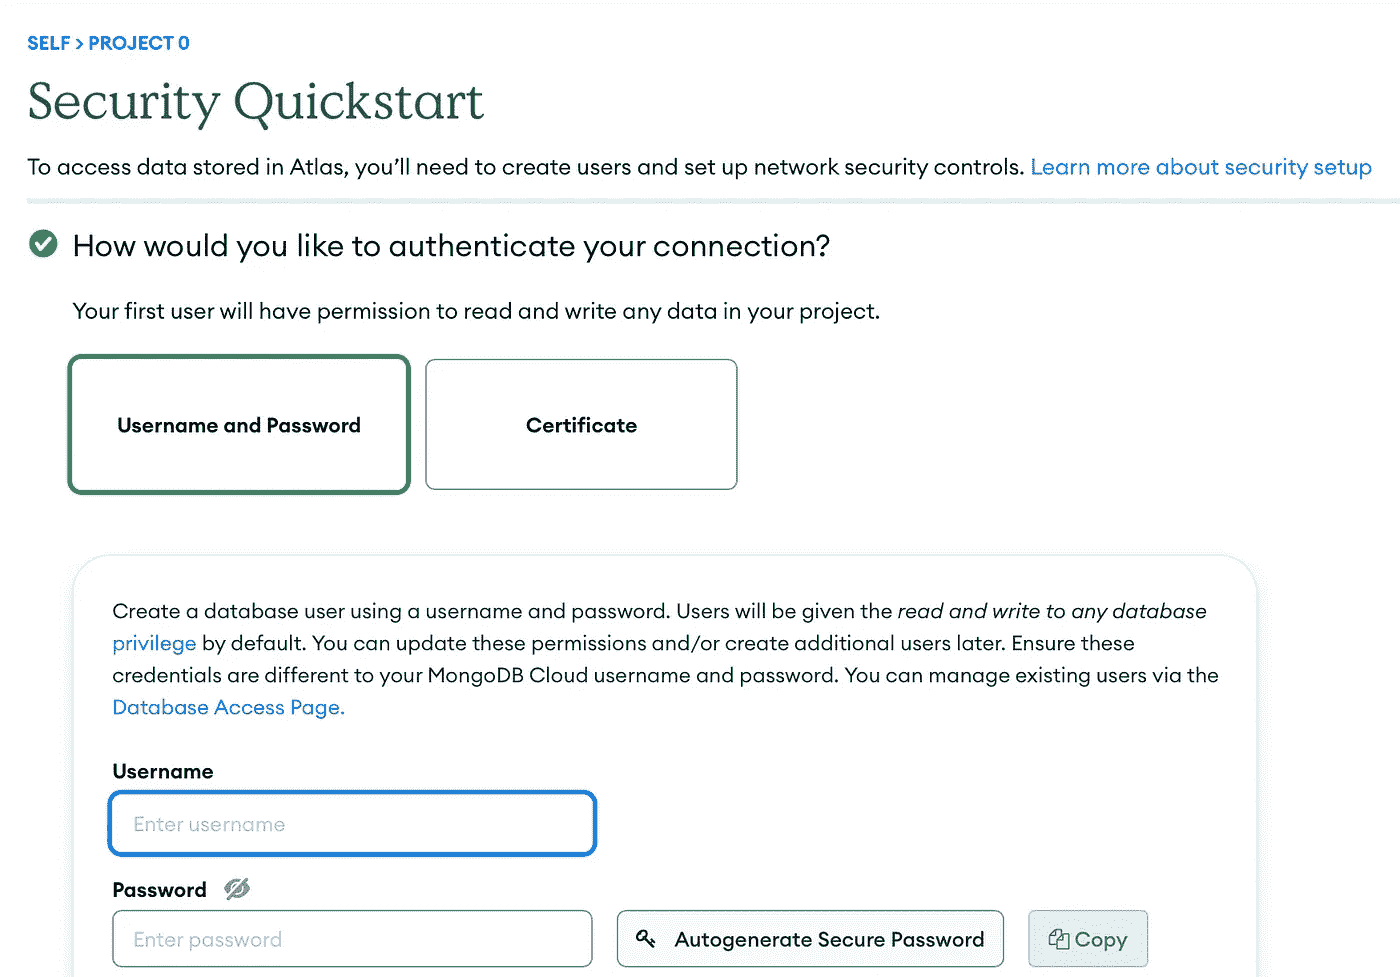 SELF > PROJECT 0
Security Quickstart
To access data stored in Atlas, you’ll need to create users and set up network security controls. Learn more about security setup
How would you like to authenticate your connection?
Your first user will have permission to read and write any data in your project.
Username and Password
Certificate
Create a database user using a username and password. Users will be given the read and write to any database
privilege by default. You can update these permissions and/or create additional users later. Ensure these
credentials are different to your MongoDB Cloud username and password. You can manage existing users via the
Database Access Page.
Username
Enter username
Password
Enter password
Autogenerate Secure Password
Copy